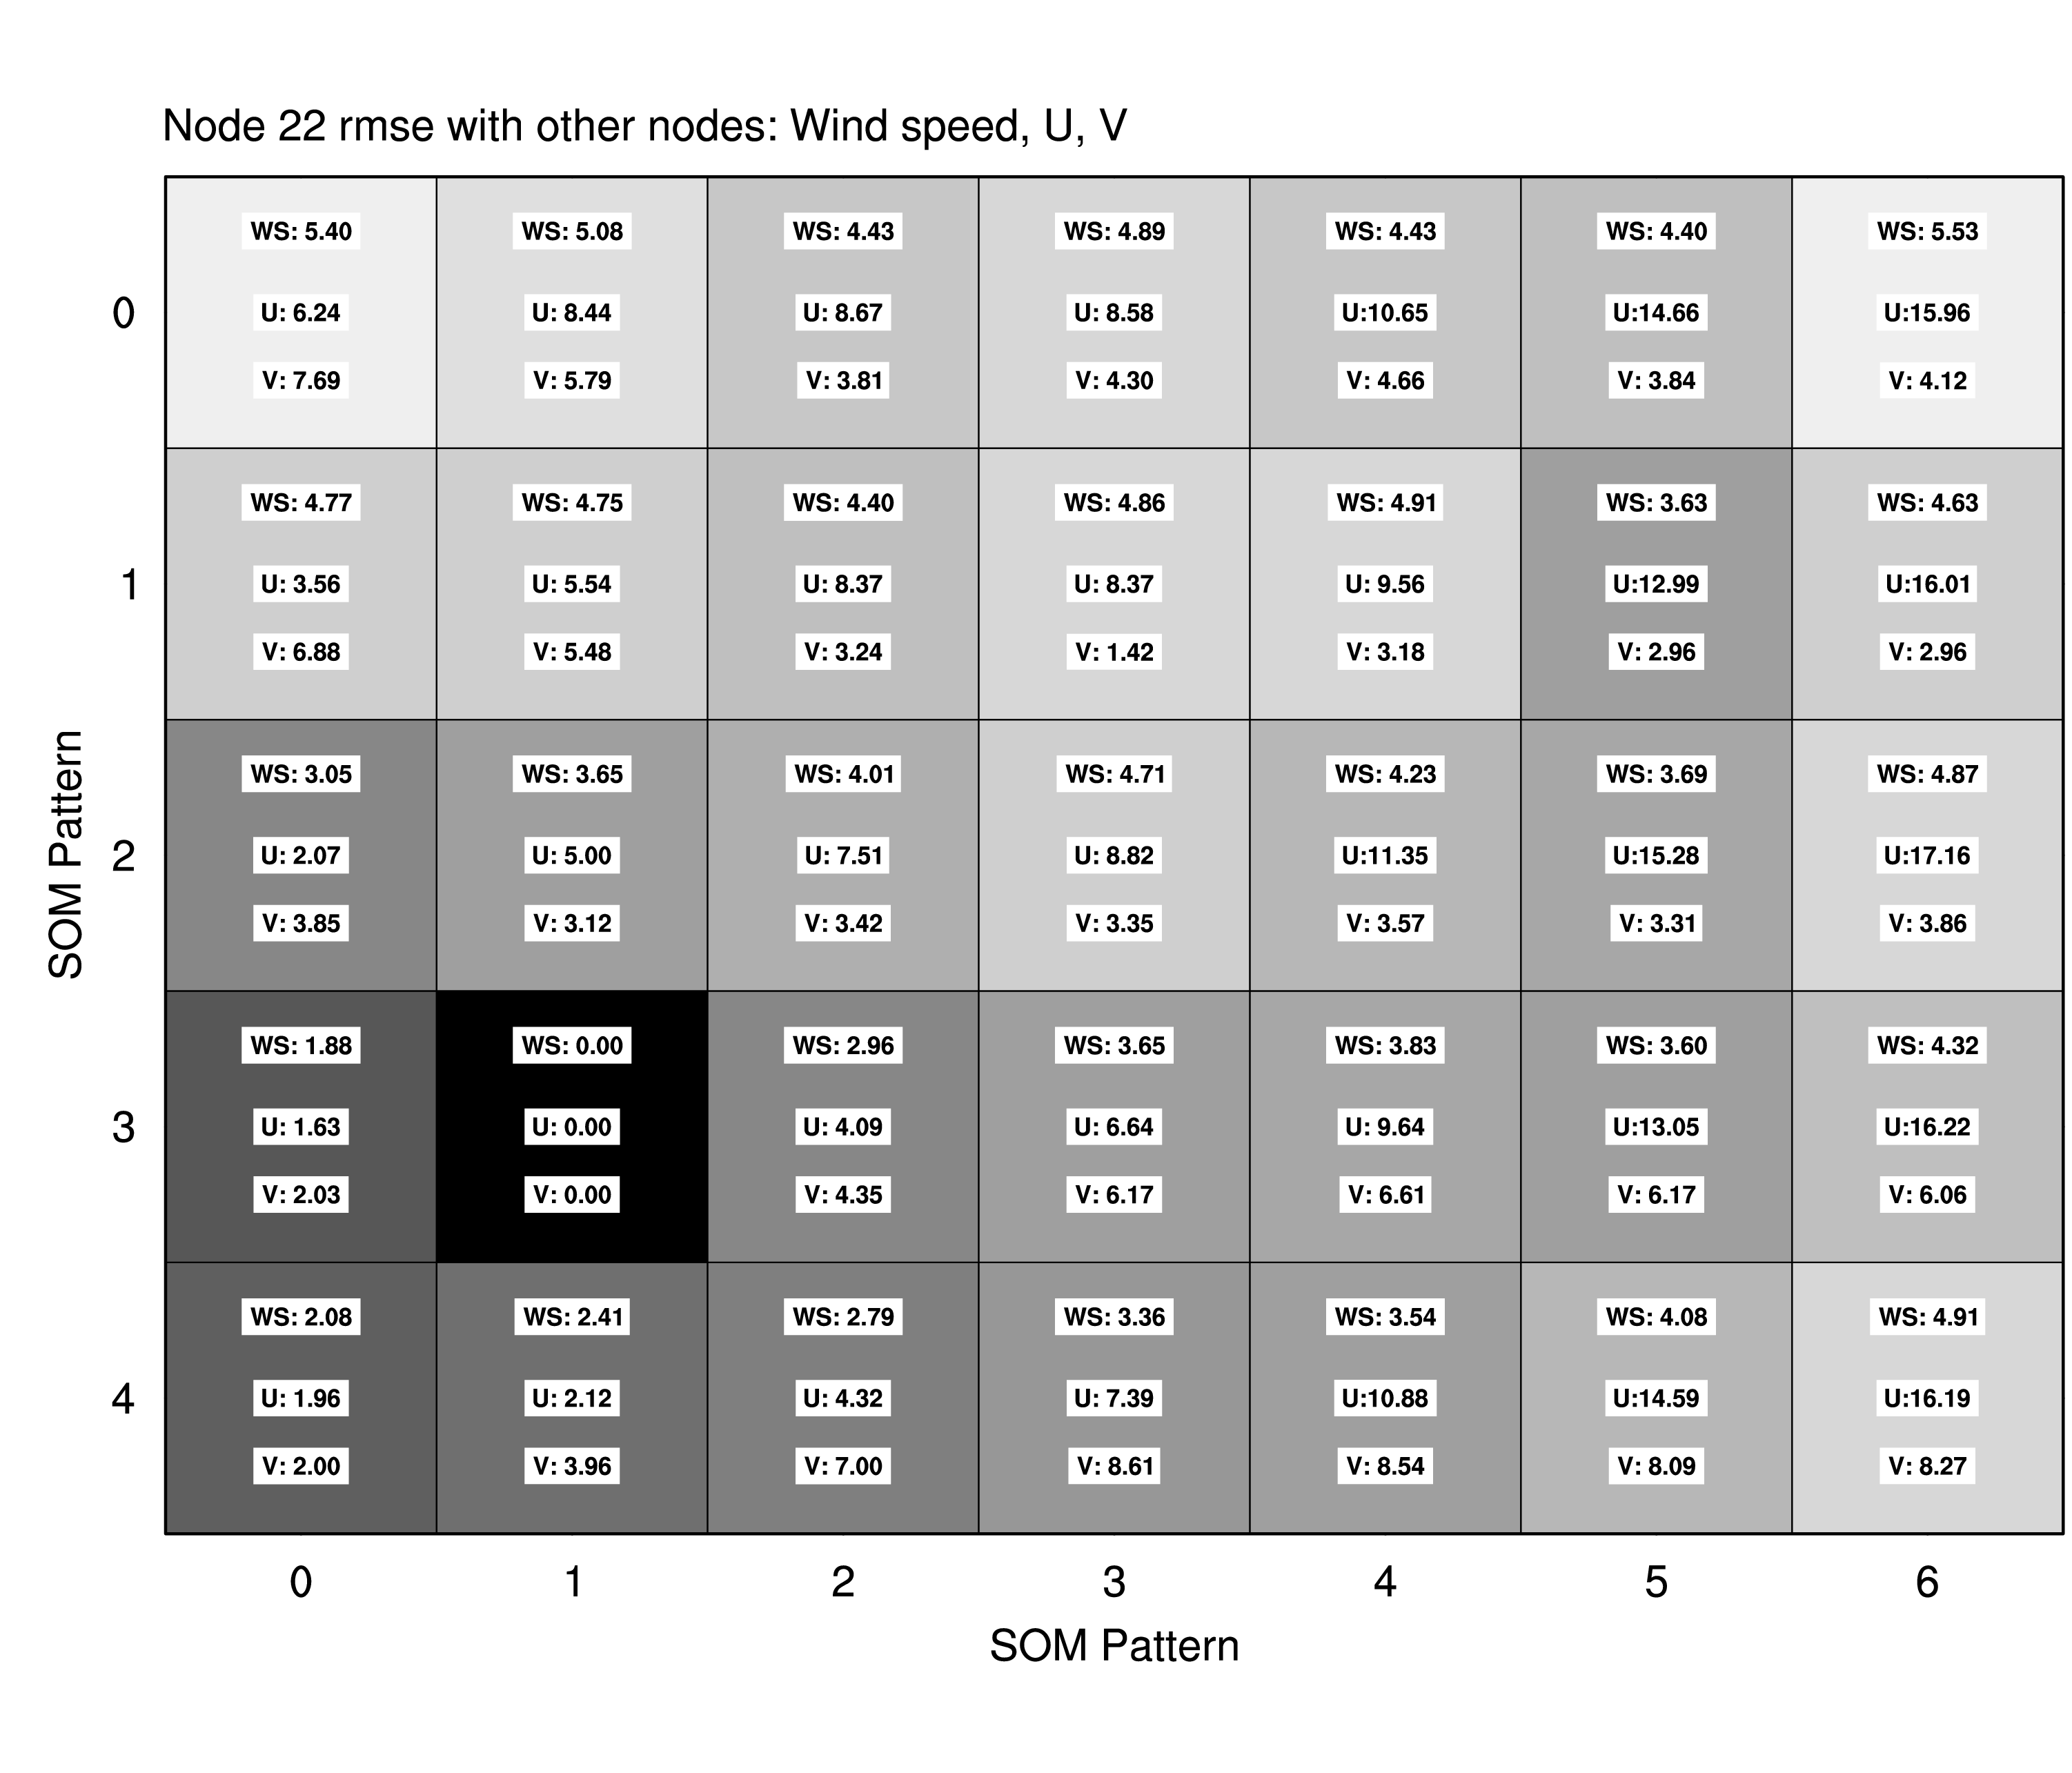 Node 22 rmse with other nodes: Wind speed, U, V
WS: 5.40 WS: 5.08 WS: 4.43 WS: 4.89 WS: 4.43 WS: 4.40 WS: 5.53
0 U: 6.24 U: 8.44 U: 8.67 U: 8.58 U:10.65 U:14.66 U:15.96
V: 7.69 V: 5.79 V: 3.81 V: 4.30 V: 4.66 V: 3.84 V: 4.12
WS: 4.77 WS: 4.75 WS: 4.40 WS: 4.86 WS: 4.91 WS: 3.63 WS: 4.63
1 U: 3.56 U: 5.54 U: 8.37 U: 8.37 U: 9.56 U:12.99 U:16.01
V: 6.88 V: 5.48 V: 3.24 V: 1.42 V: 3.18 V: 2.96 V: 2.96
WS: 3.05 WS: 3.65 WS: 4.01 WS: 4.71 WS: 4.23 WS: 3.69 WS: 4.87
SOM Pattern
2 U: 2.07 U: 5.00 U: 7.51 U: 8.82 U:11.35 U:15.28 U:17.16
V: 3.85 V: 3.12 V: 3.42 V: 3.35 V: 3.57 V: 3.31 V: 3.86
WS: 1.88 WS: 0.00 WS: 2.96 WS: 3.65 WS: 3.83 WS: 3.60 WS: 4.32
3 U: 1.63 U: 0.00 U: 4.09 U: 6.64 U: 9.64 U:13.05 U:16.22
V: 2.03 V: 0.00 V: 4.35 V: 6.17 V: 6.61 V: 6.17 V: 6.06
WS: 2.08 WS: 2.41 WS: 2.79 WS: 3.36 WS: 3.54 WS: 4.08 WS: 4.91
4 U: 1.96 U: 2.12 U: 4.32 U: 7.39 U:10.88 U:14.59 U:16.19
V: 2.00 V: 3.96 V: 7.00 V: 8.61 V: 8.54 V: 8.09 V: 8.27
0 1 2 3 4 5 6
SOM Pattern